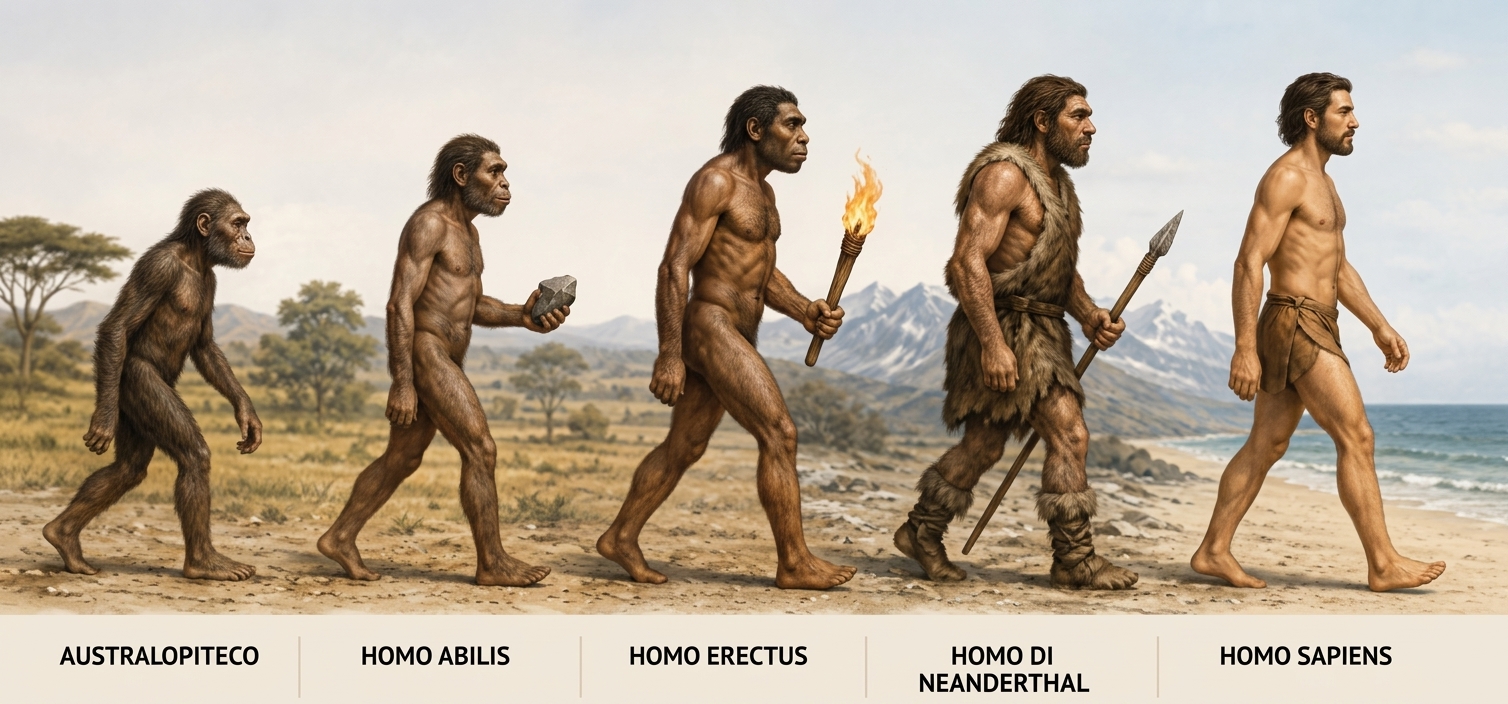 AUSTRALOPITECO
HOMO ABILIS
HOMO ERECTUS
HOMO DI
NEANDERTHAL
HOMO SAPIENS